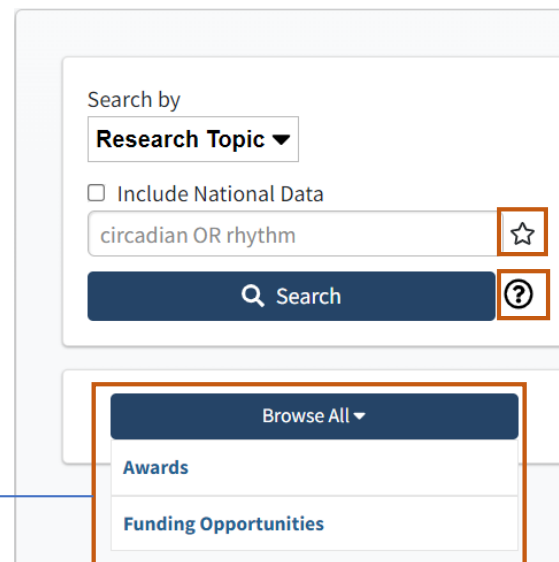 Search by
Research Topic
Include National Data
circadian OR rhythm
Search
?
Browse All
Awards
Funding Opportunities